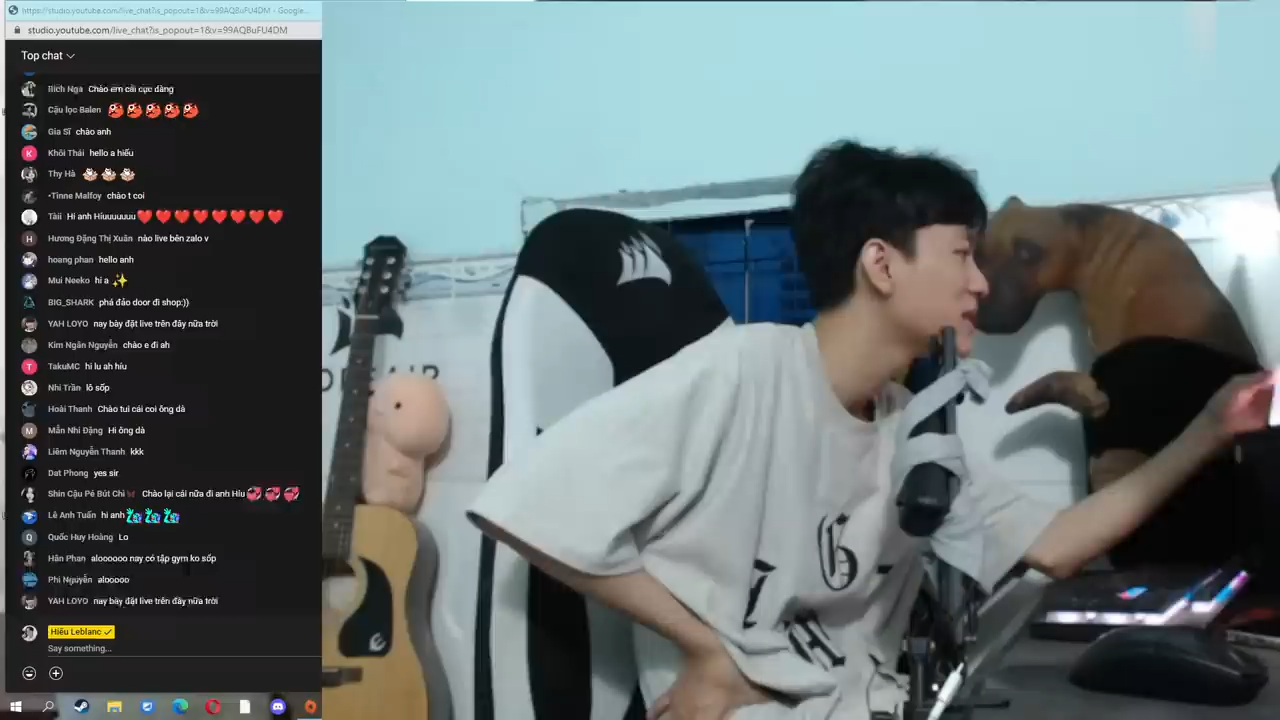 https://studio.youtube.com/live_chat?is_popout=1&v=99AQBuFU4DM - Google...
studio.youtube.com/live_chat?is_popout=1&v=99AQBuFU4DM
Top chat
Bích Nga Chào em cái cực dàng
Cậu lọc Balen
Gia Sĩ chào anh
Khôi Thái hello a hiếu
Thy Hà
•Tinne Malfoy chào t coi
Tài Hi anh Híuuuuuuu
Hương Đặng Thị Xuân nào live bên zalo v
hoang phan hello anh
Mui Neeko hi a
BIG_SHARK phá đảo door đi shop:))
YAH LOYO nay bày đặt live trên đây nữa trời
Kim Ngân Nguyễn chào e đi ah
TakuMC hi lu ah híu
Nhi Trần lô sốp
Hoài Thanh Chào tui cái coi ông dà
Mẫn Nhi Đặng Hi ông dà
Liêm Nguyễn Thanh kkk
Dat Phong yes sir
Shin Cậu Pé Bút Chì Chào lại cái nữa đi anh Híu
Lê Anh Tuấn hi anh
Quốc Huy Hoàng Lo
Hân Phan aloooooo nay có tập gym ko sốp
Phi Nguyễn alooooo
YAH LOYO nay bày đặt live trên đây nữa trời
Hiếu Leblanc
Say something...